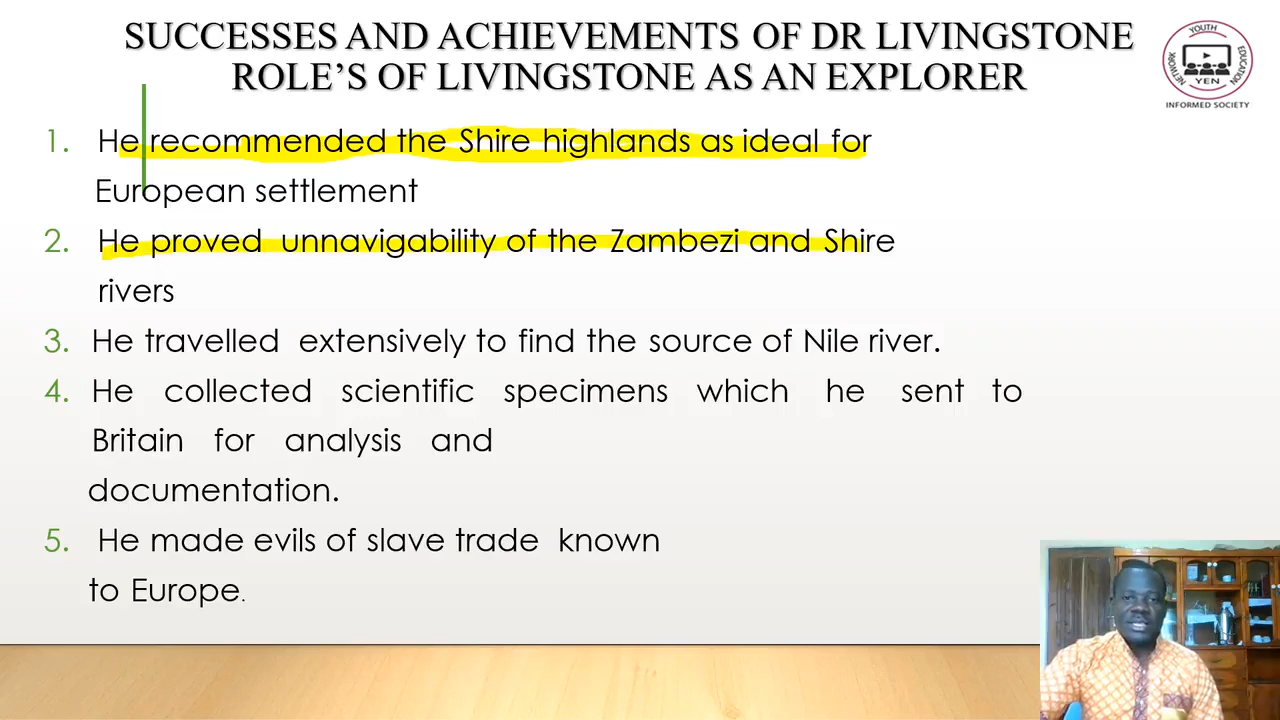 SUCCESSES AND ACHIEVEMENTS OF DR LIVINGSTONE
ROLE’S OF LIVINGSTONE AS AN EXPLORER
YOUTH
EDUCATION
NETWORK
YEN
INFORMED SOCIETY
1. He recommended the Shire highlands as ideal for
European settlement
2. He proved unnavigability of the Zambezi and Shire
rivers
3. He travelled extensively to find the source of Nile river.
4. He collected scientific specimens which he sent to
Britain for analysis and
documentation.
5. He made evils of slave trade known
to Europe.